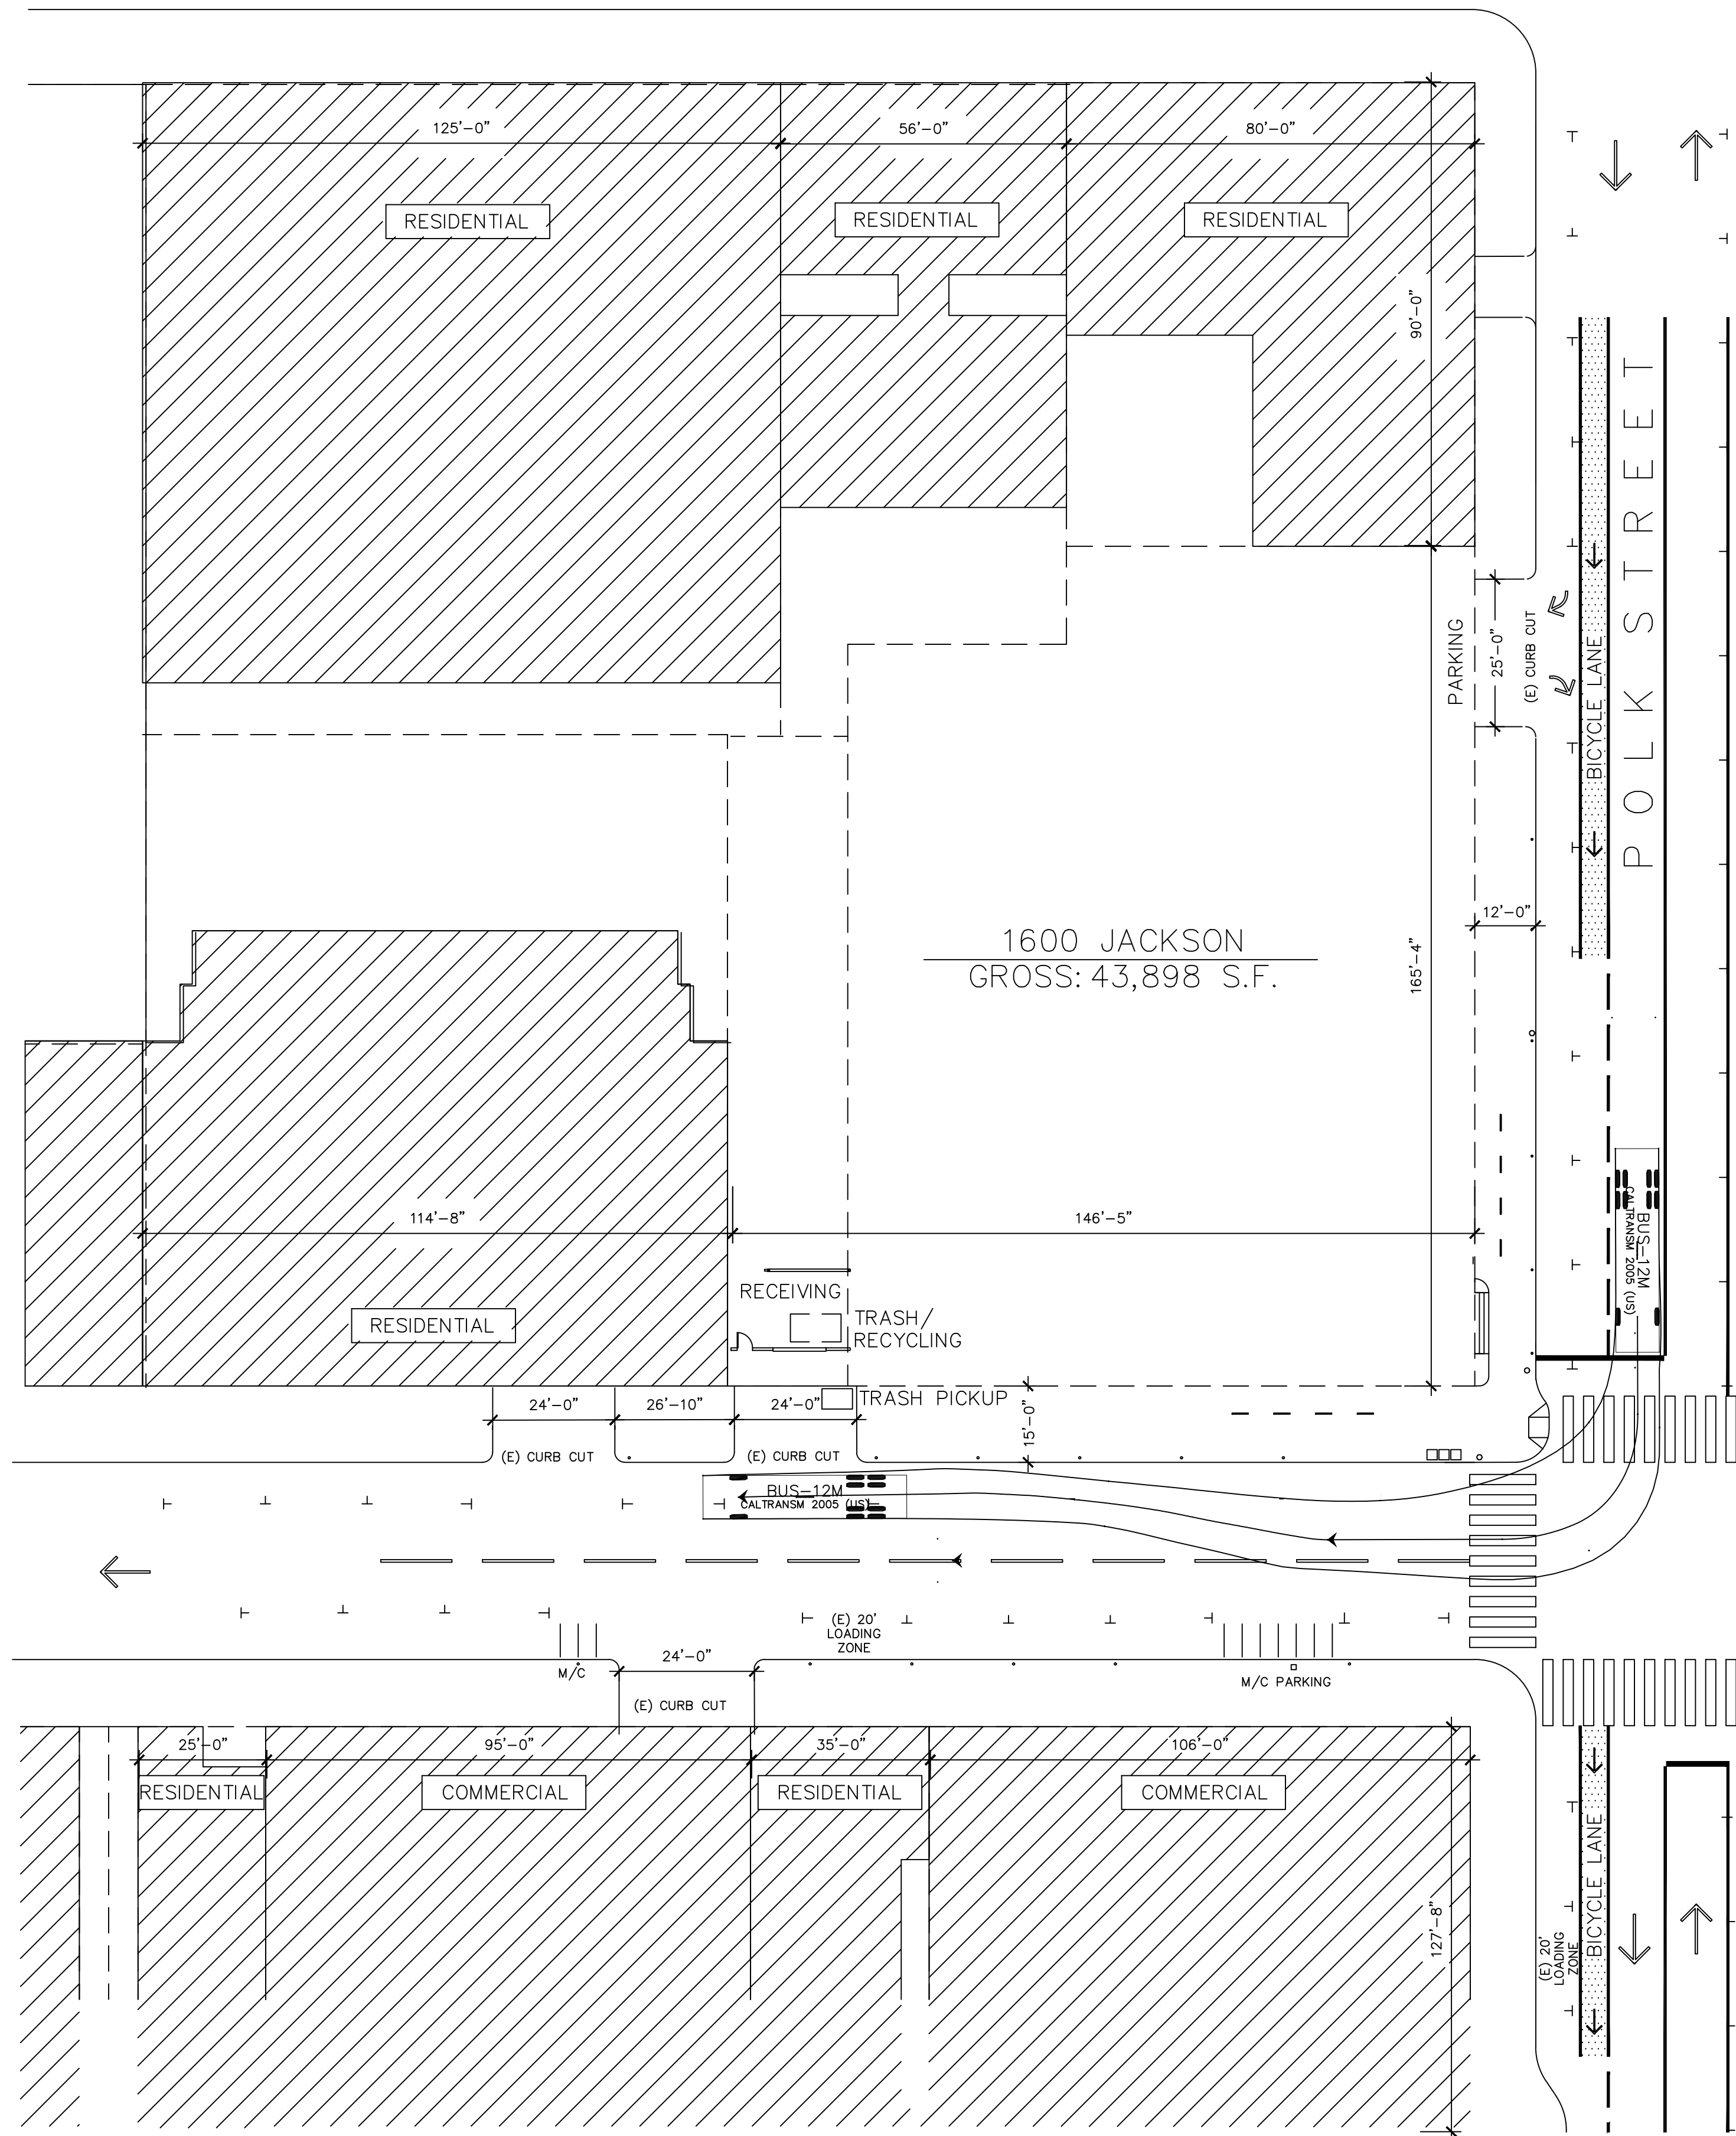 125'-0"
56'-0"
80'-0"
RESIDENTIAL
RESIDENTIAL
RESIDENTIAL
90'-0"
POLK STREET
PARKING
25'-0"
(E) CURB CUT
BICYCLE LANE
12'-0"
1600 JACKSON
GROSS: 43,898 S.F.
165'-4"
114'-8"
146'-5"
BUS-12M
CALTRANSM 2005 (US)
RECEIVING
RESIDENTIAL
TRASH/
RECYCLING
TRASH PICKUP
24'-0"
26'-10"
24'-0"
15'-0"
(E) CURB CUT
(E) CURB CUT
BUS-12M
CALTRANSM 2005 (US)
(E) 20'
LOADING
ZONE
24'-0"
M/C
M/C PARKING
(E) CURB CUT
25'-0"
95'-0"
35'-0"
106'-0"
RESIDENTIAL
COMMERCIAL
RESIDENTIAL
COMMERCIAL
127'-8"
(E) 20'
LOADING
ZONE
BICYCLE LANE